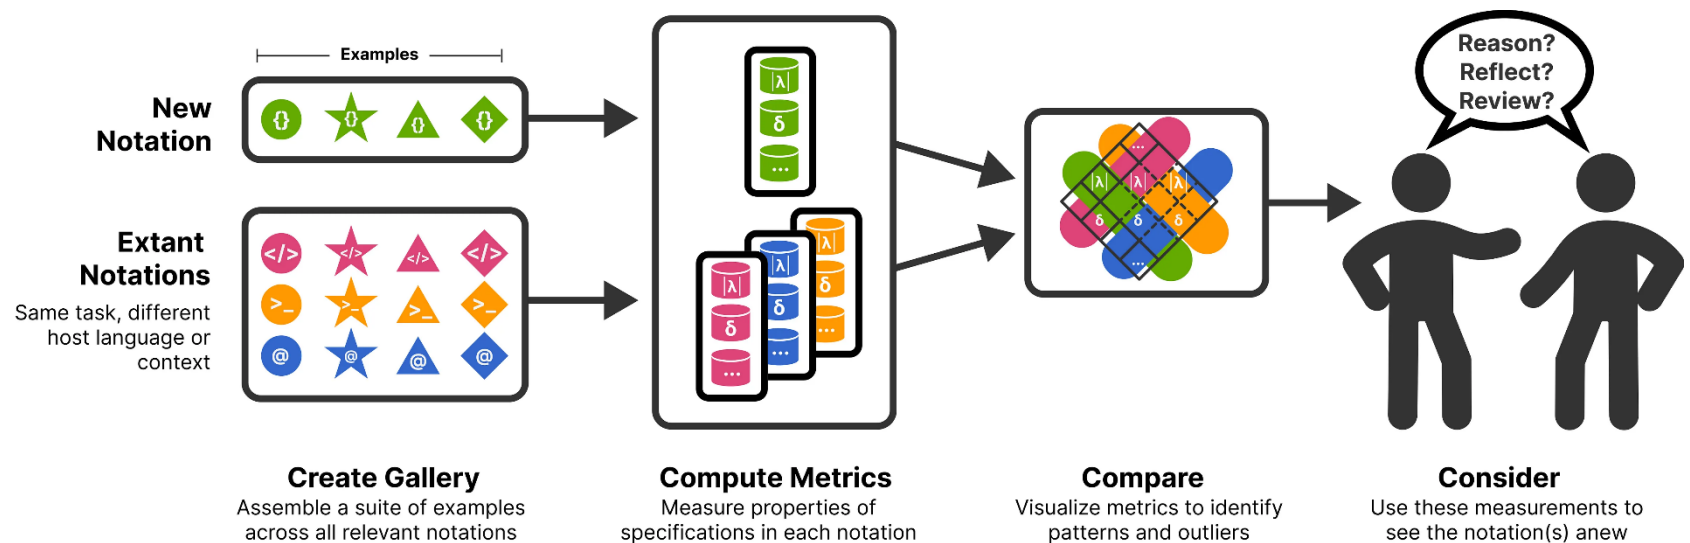 Examples
New
Notation
{} {} {} {}
Extant
Notations
Same task, different
host language or
context
</> </> </> </>
>_ >_ >_ >_
@ @ @ @
|λ|
δ
...
|λ|
δ
...
|λ|
δ
...
|λ|
δ
...
...
|λ| |λ| |λ|
δ δ δ
...
Reason?
Reflect?
Review?
Create Gallery
Assemble a suite of examples
across all relevant notations
Compute Metrics
Measure properties of
specifications in each notation
Compare
Visualize metrics to identify
patterns and outliers
Consider
Use these measurements to
see the notation(s) anew